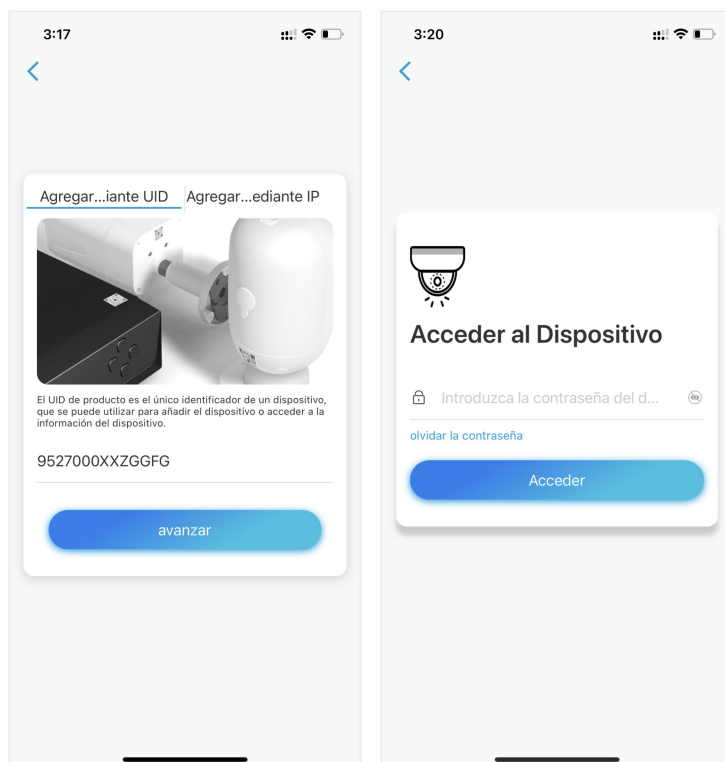 3:17
Agregar...iante UID
Agregar...ediante IP
El UID de producto es el único identificador de un dispositivo,
que se puede utilizar para añadir el dispositivo o acceder a la
información del dispositivo.
9527000XXZGGFG
avanzar
3:20
Acceder al Dispositivo
Introduzca la contraseña del d...
olvidar la contraseña
Acceder